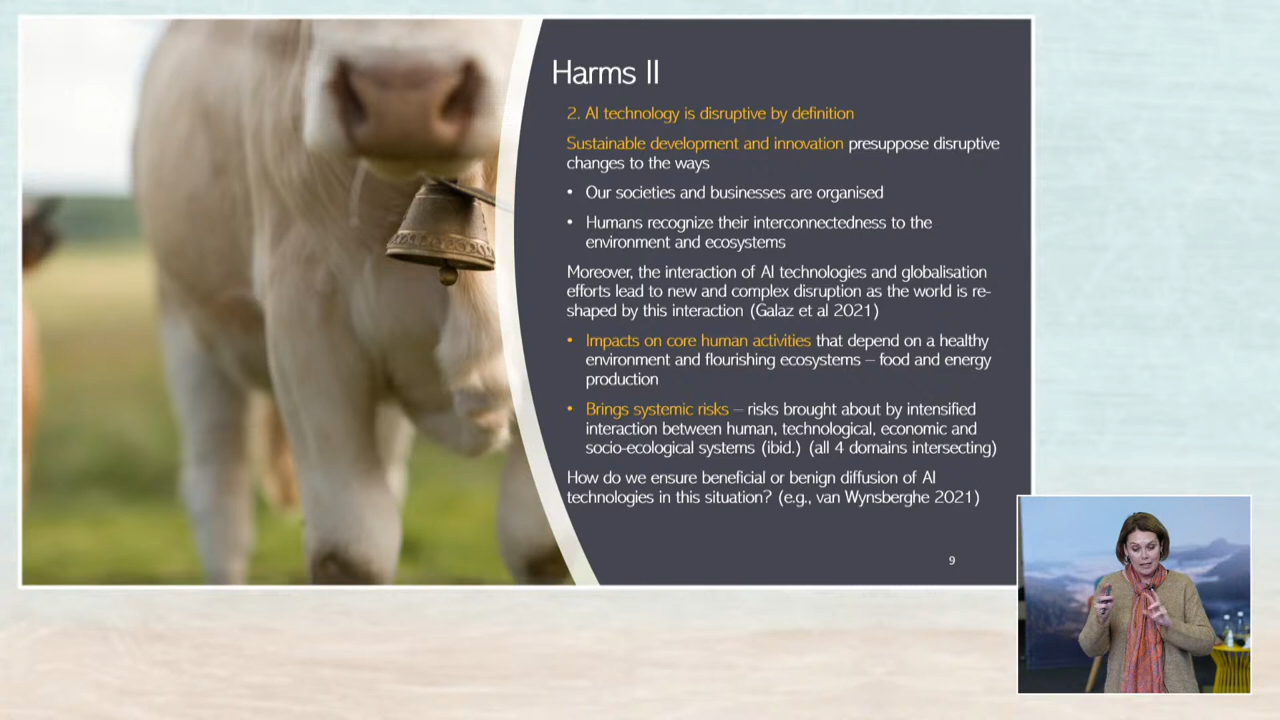 Harms II
2. AI technology is disruptive by definition
Sustainable development and innovation presuppose disruptive
changes to the ways
• Our societies and businesses are organised
• Humans recognize their interconnectedness to the
environment and ecosystems
Moreover, the interaction of AI technologies and globalisation
efforts lead to new and complex disruption as the world is re-
shaped by this interaction (Galaz et al 2021)
• Impacts on core human activities that depend on a healthy
environment and flourishing ecosystems – food and energy
production
• Brings systemic risks – risks brought about by intensified
interaction between human, technological, economic and
socio-ecological systems (ibid.) (all 4 domains intersecting)
How do we ensure beneficial or benign diffusion of AI
technologies in this situation? (e.g., van Wynsberghe 2021)
9